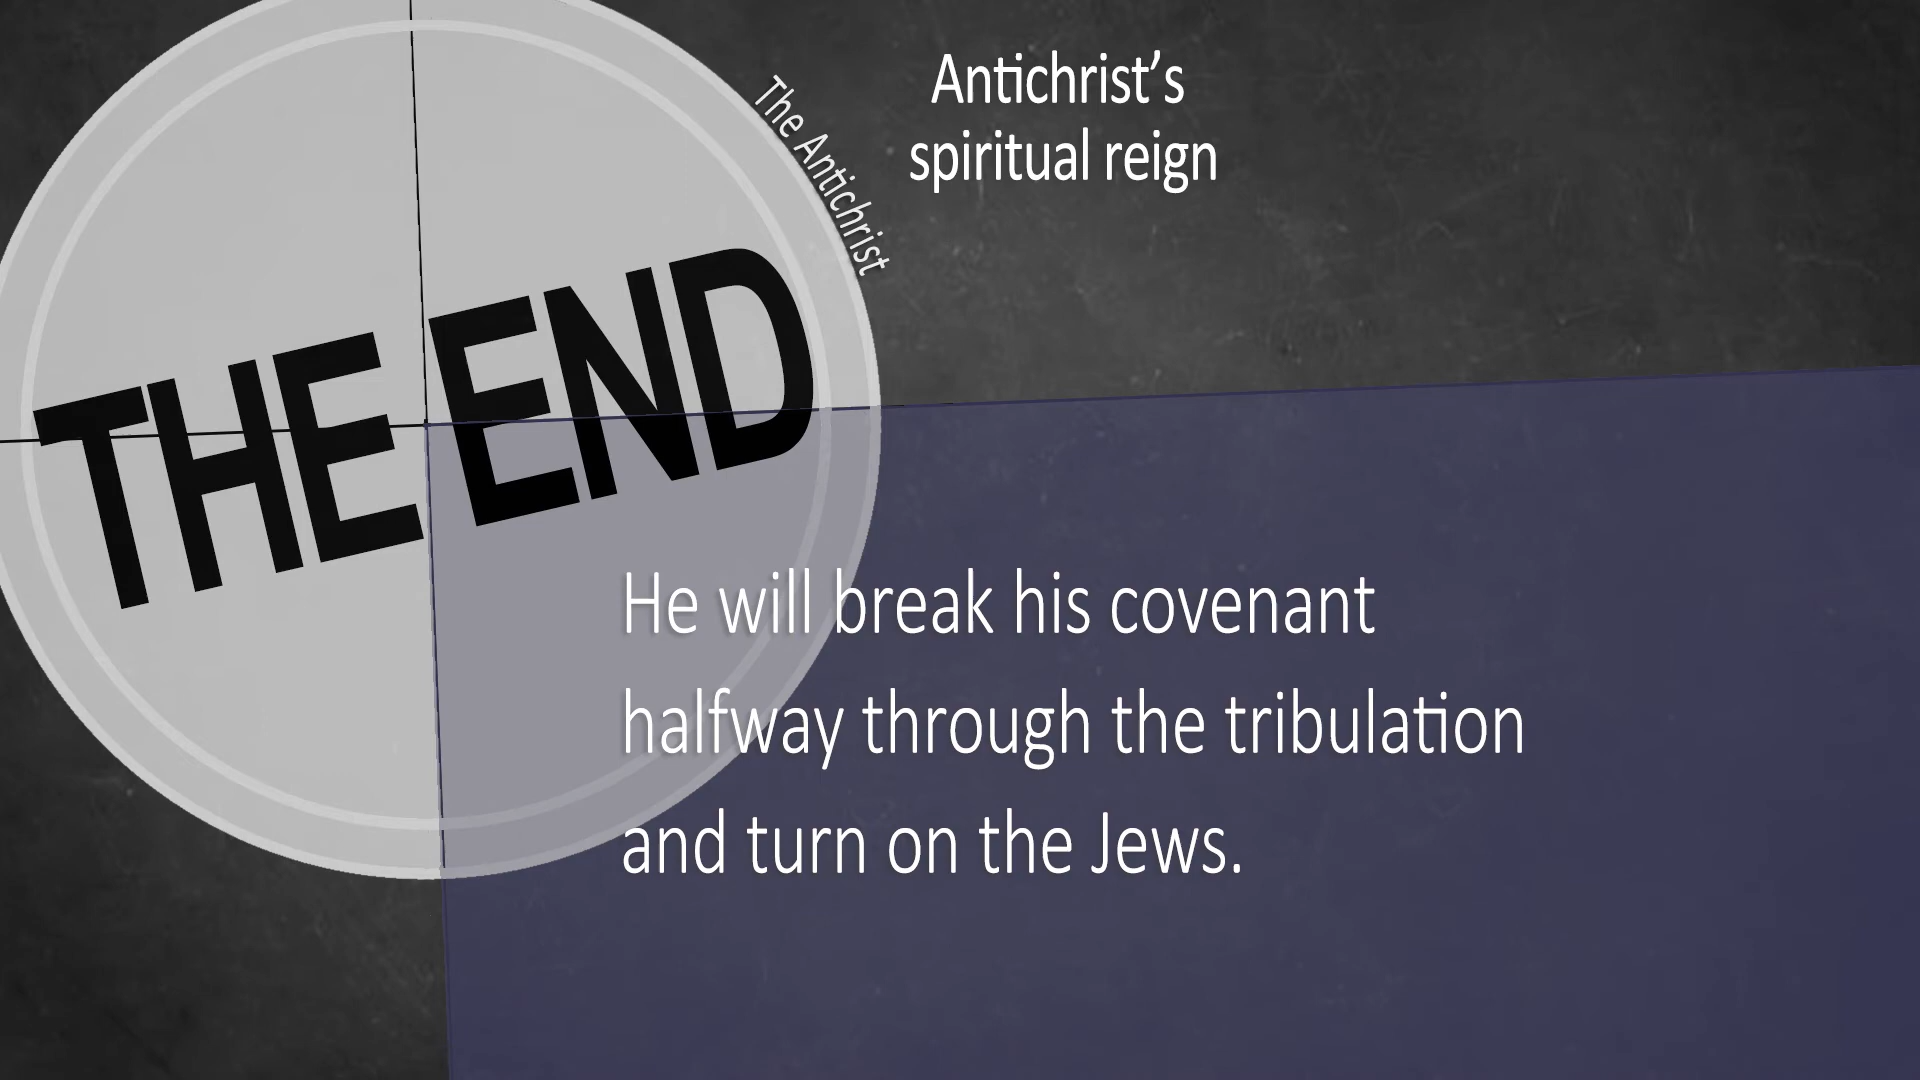 THE END
The Antichrist
Antichrist’s
spiritual reign
He will break his covenant
halfway through the tribulation
and turn on the Jews.